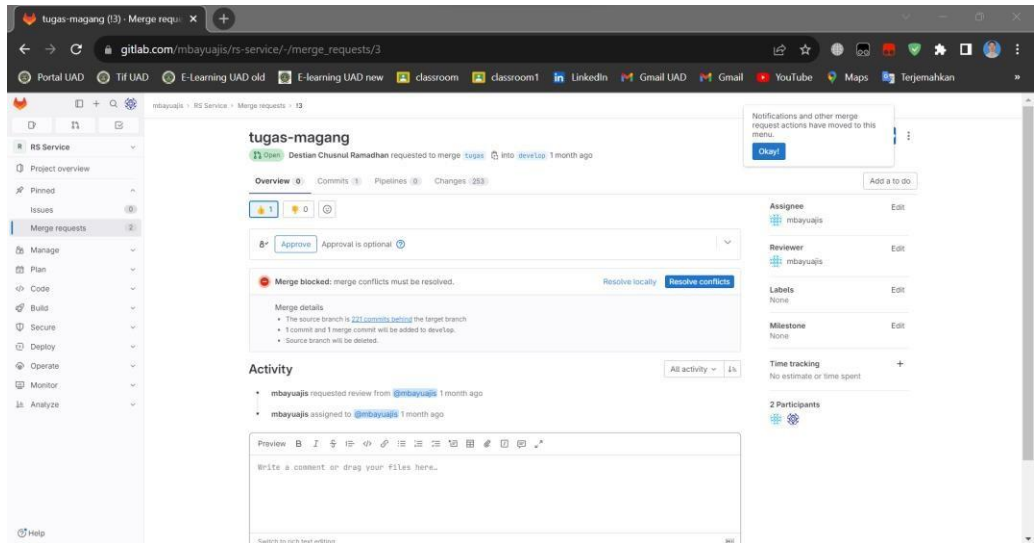 tugas-magang (!3) · Merge reque
gitlab.com/mbayuajis/rs-service/-/merge_requests/3
Portal UAD Tif UAD E-Learning UAD old E-learning UAD new classroom classroom1 LinkedIn Gmail UAD Gmail YouTube Maps Terjemahkan »
mbayuajis › RS Service › Merge requests › !3
R RS Service
Project overview
Pinned
Issues 0
Merge requests 2
Manage
Plan
Code
Build
Secure
Deploy
Operate
Monitor
Analyze
Help
Notifications and other merge
request actions have moved to this
menu.
Okay!
tugas-magang
Open Destian Chusnul Ramadhan requested to merge tugas into develop 1 month ago
Overview 0 Commits 1 Pipelines 0 Changes 253
Add a to do
1 0
Approve Approval is optional
Merge blocked: merge conflicts must be resolved. Resolve locally Resolve conflicts
Merge details
• The source branch is 221 commits behind the target branch
• 1 commit and 1 merge commit will be added to develop.
• Source branch will be deleted.
Activity All activity
• mbayuajis requested review from @mbayuajis 1 month ago
• mbayuajis assigned to @mbayuajis 1 month ago
Preview B I S
Write a comment or drag your files here…
Switch to rich text editing
Assignee Edit
mbayuajis
Reviewer Edit
mbayuajis
Labels Edit
None
Milestone Edit
None
Time tracking +
No estimate or time spent
2 Participants